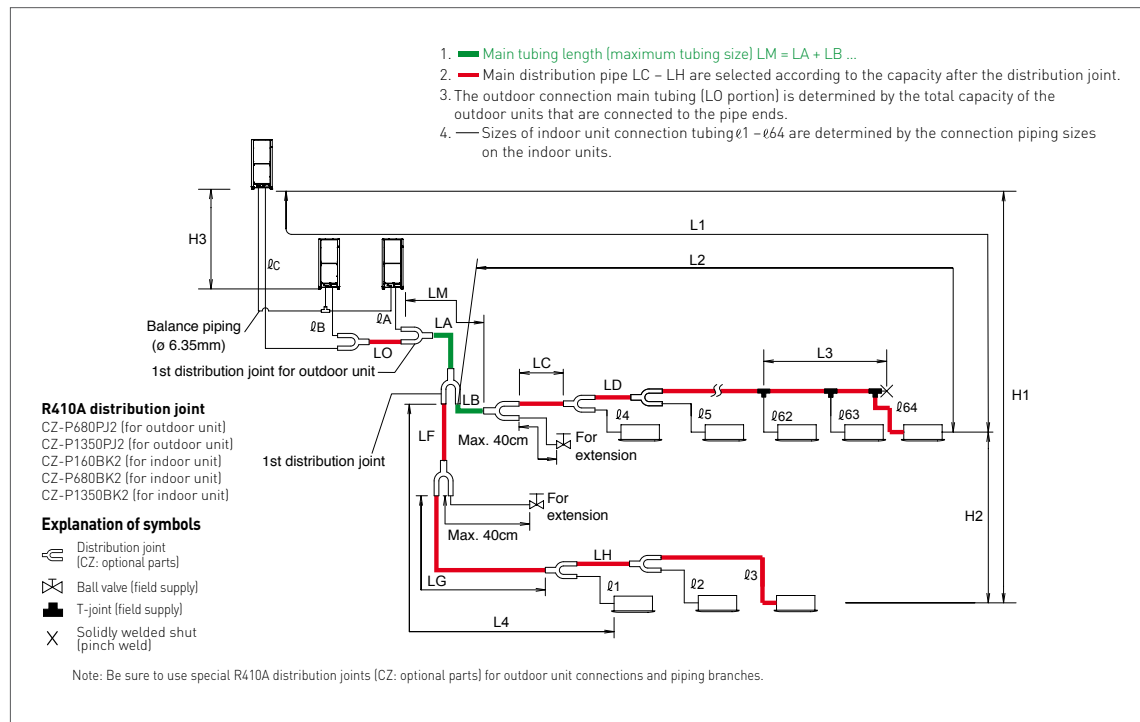 1. Main tubing length (maximum tubing size) LM = LA + LB ...
2. Main distribution pipe LC – LH are selected according to the capacity after the distribution joint.
3. The outdoor connection main tubing (LO portion) is determined by the total capacity of the
outdoor units that are connected to the pipe ends.
4. Sizes of indoor unit connection tubing ℓ1 – ℓ64 are determined by the connection piping sizes
on the indoor units.
H3
ℓC
L1
L2
LM
ℓB
ℓA
LA
LO
Balance piping
(ø 6.35mm)
1st distribution joint for outdoor unit
LC
LD
L3
LB
ℓ4
ℓ5
ℓ62
ℓ63
ℓ64
H1
Max. 40cm
For
extension
LF
1st distribution joint
For
extension
Max. 40cm
H2
LG
LH
ℓ1
ℓ2
ℓ3
L4
R410A distribution joint
CZ-P680PJ2 (for outdoor unit)
CZ-P1350PJ2 (for outdoor unit)
CZ-P160BK2 (for indoor unit)
CZ-P680BK2 (for indoor unit)
CZ-P1350BK2 (for indoor unit)
Explanation of symbols
Distribution joint
(CZ: optional parts)
Ball valve (field supply)
T-joint (field supply)
Solidly welded shut
(pinch weld)
Note: Be sure to use special R410A distribution joints (CZ: optional parts) for outdoor unit connections and piping branches.